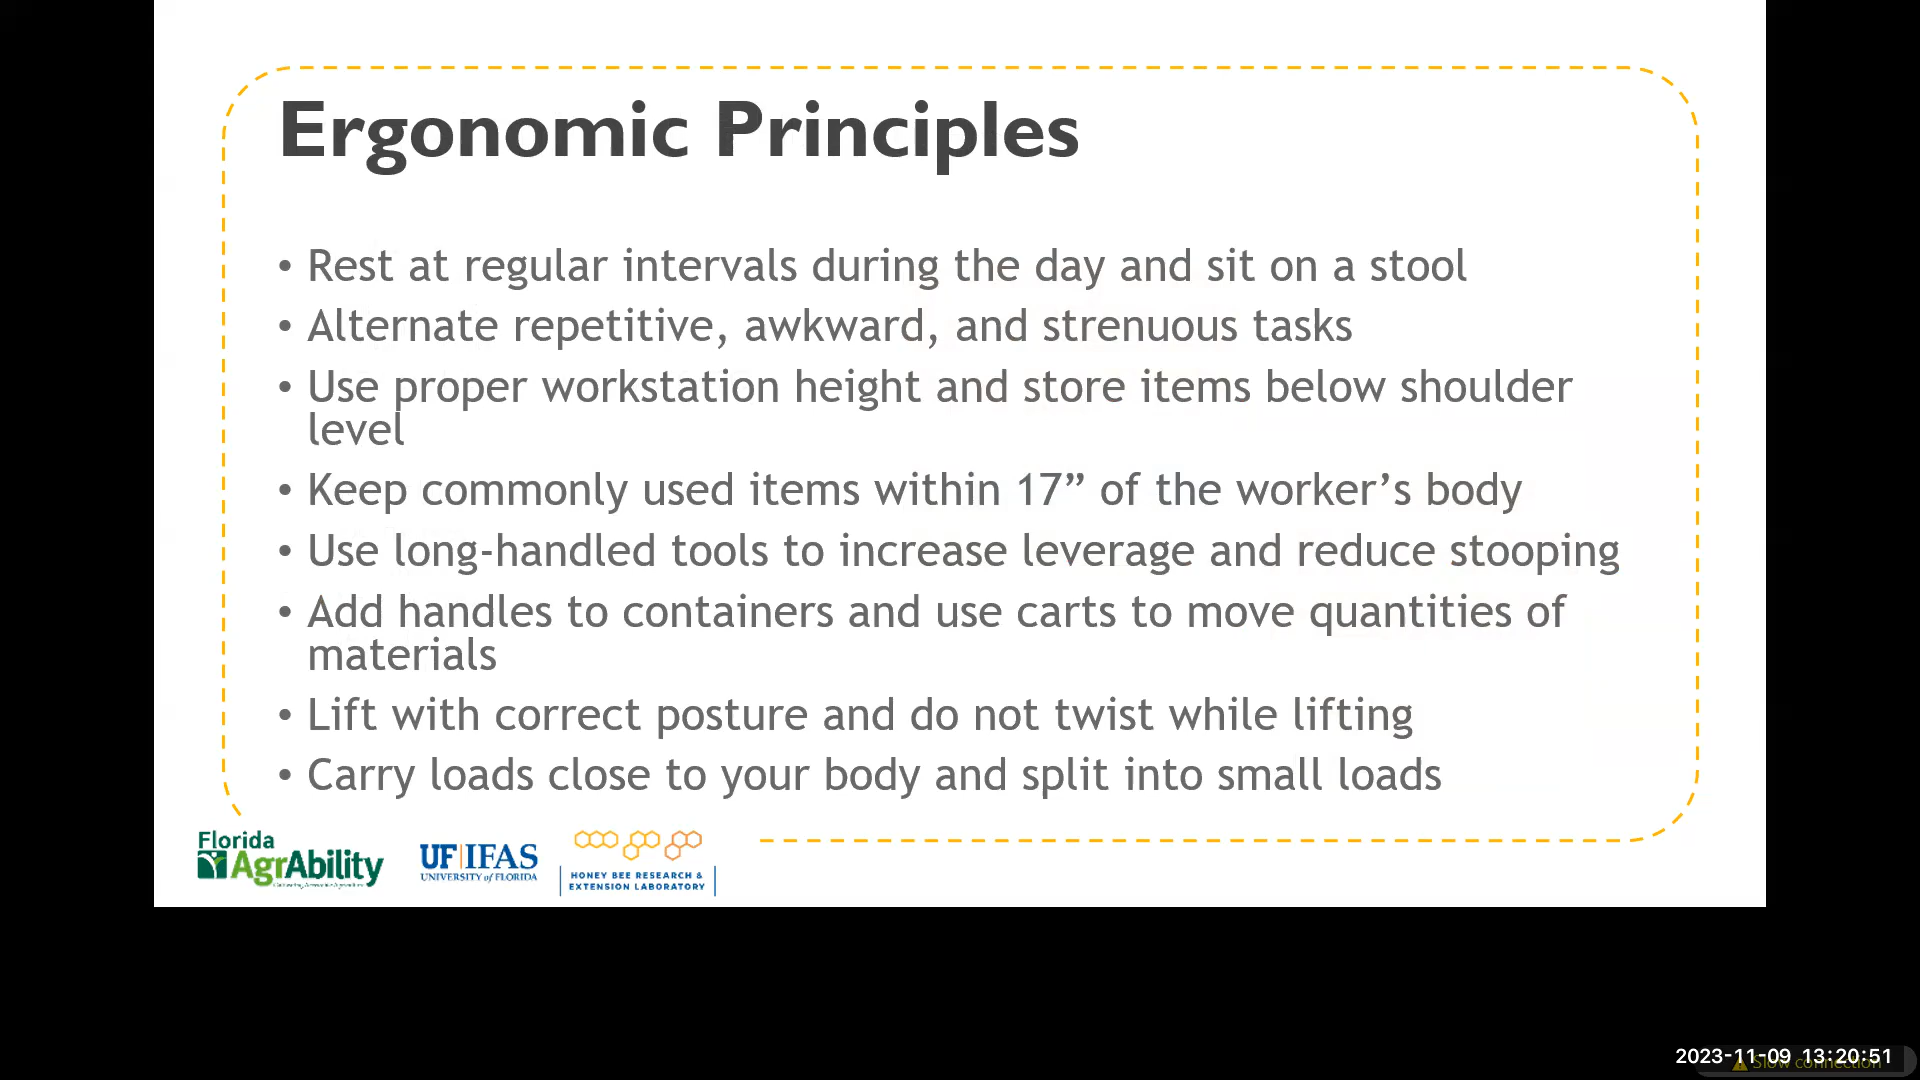 Ergonomic Principles
• Rest at regular intervals during the day and sit on a stool
• Alternate repetitive, awkward, and strenuous tasks
• Use proper workstation height and store items below shoulder
level
• Keep commonly used items within 17” of the worker’s body
• Use long-handled tools to increase leverage and reduce stooping
• Add handles to containers and use carts to move quantities of
materials
• Lift with correct posture and do not twist while lifting
• Carry loads close to your body and split into small loads
Florida
AgrAbility
UF|IFAS
UNIVERSITY of FLORIDA
HONEY BEE RESEARCH &
EXTENSION LABORATORY
2023-11-09 13:20:51
Slow connection